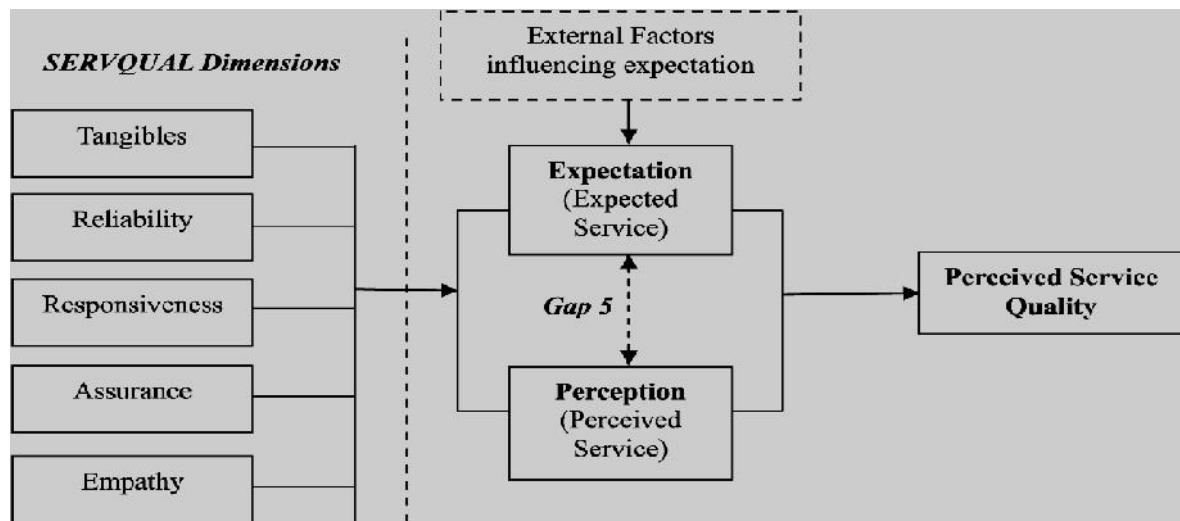 SERVQUAL Dimensions
Tangibles
Reliability
Responsiveness
Assurance
Empathy
External Factors
influencing expectation
Expectation
(Expected
Service)
Gap 5
Perception
(Perceived
Service)
Perceived Service
Quality